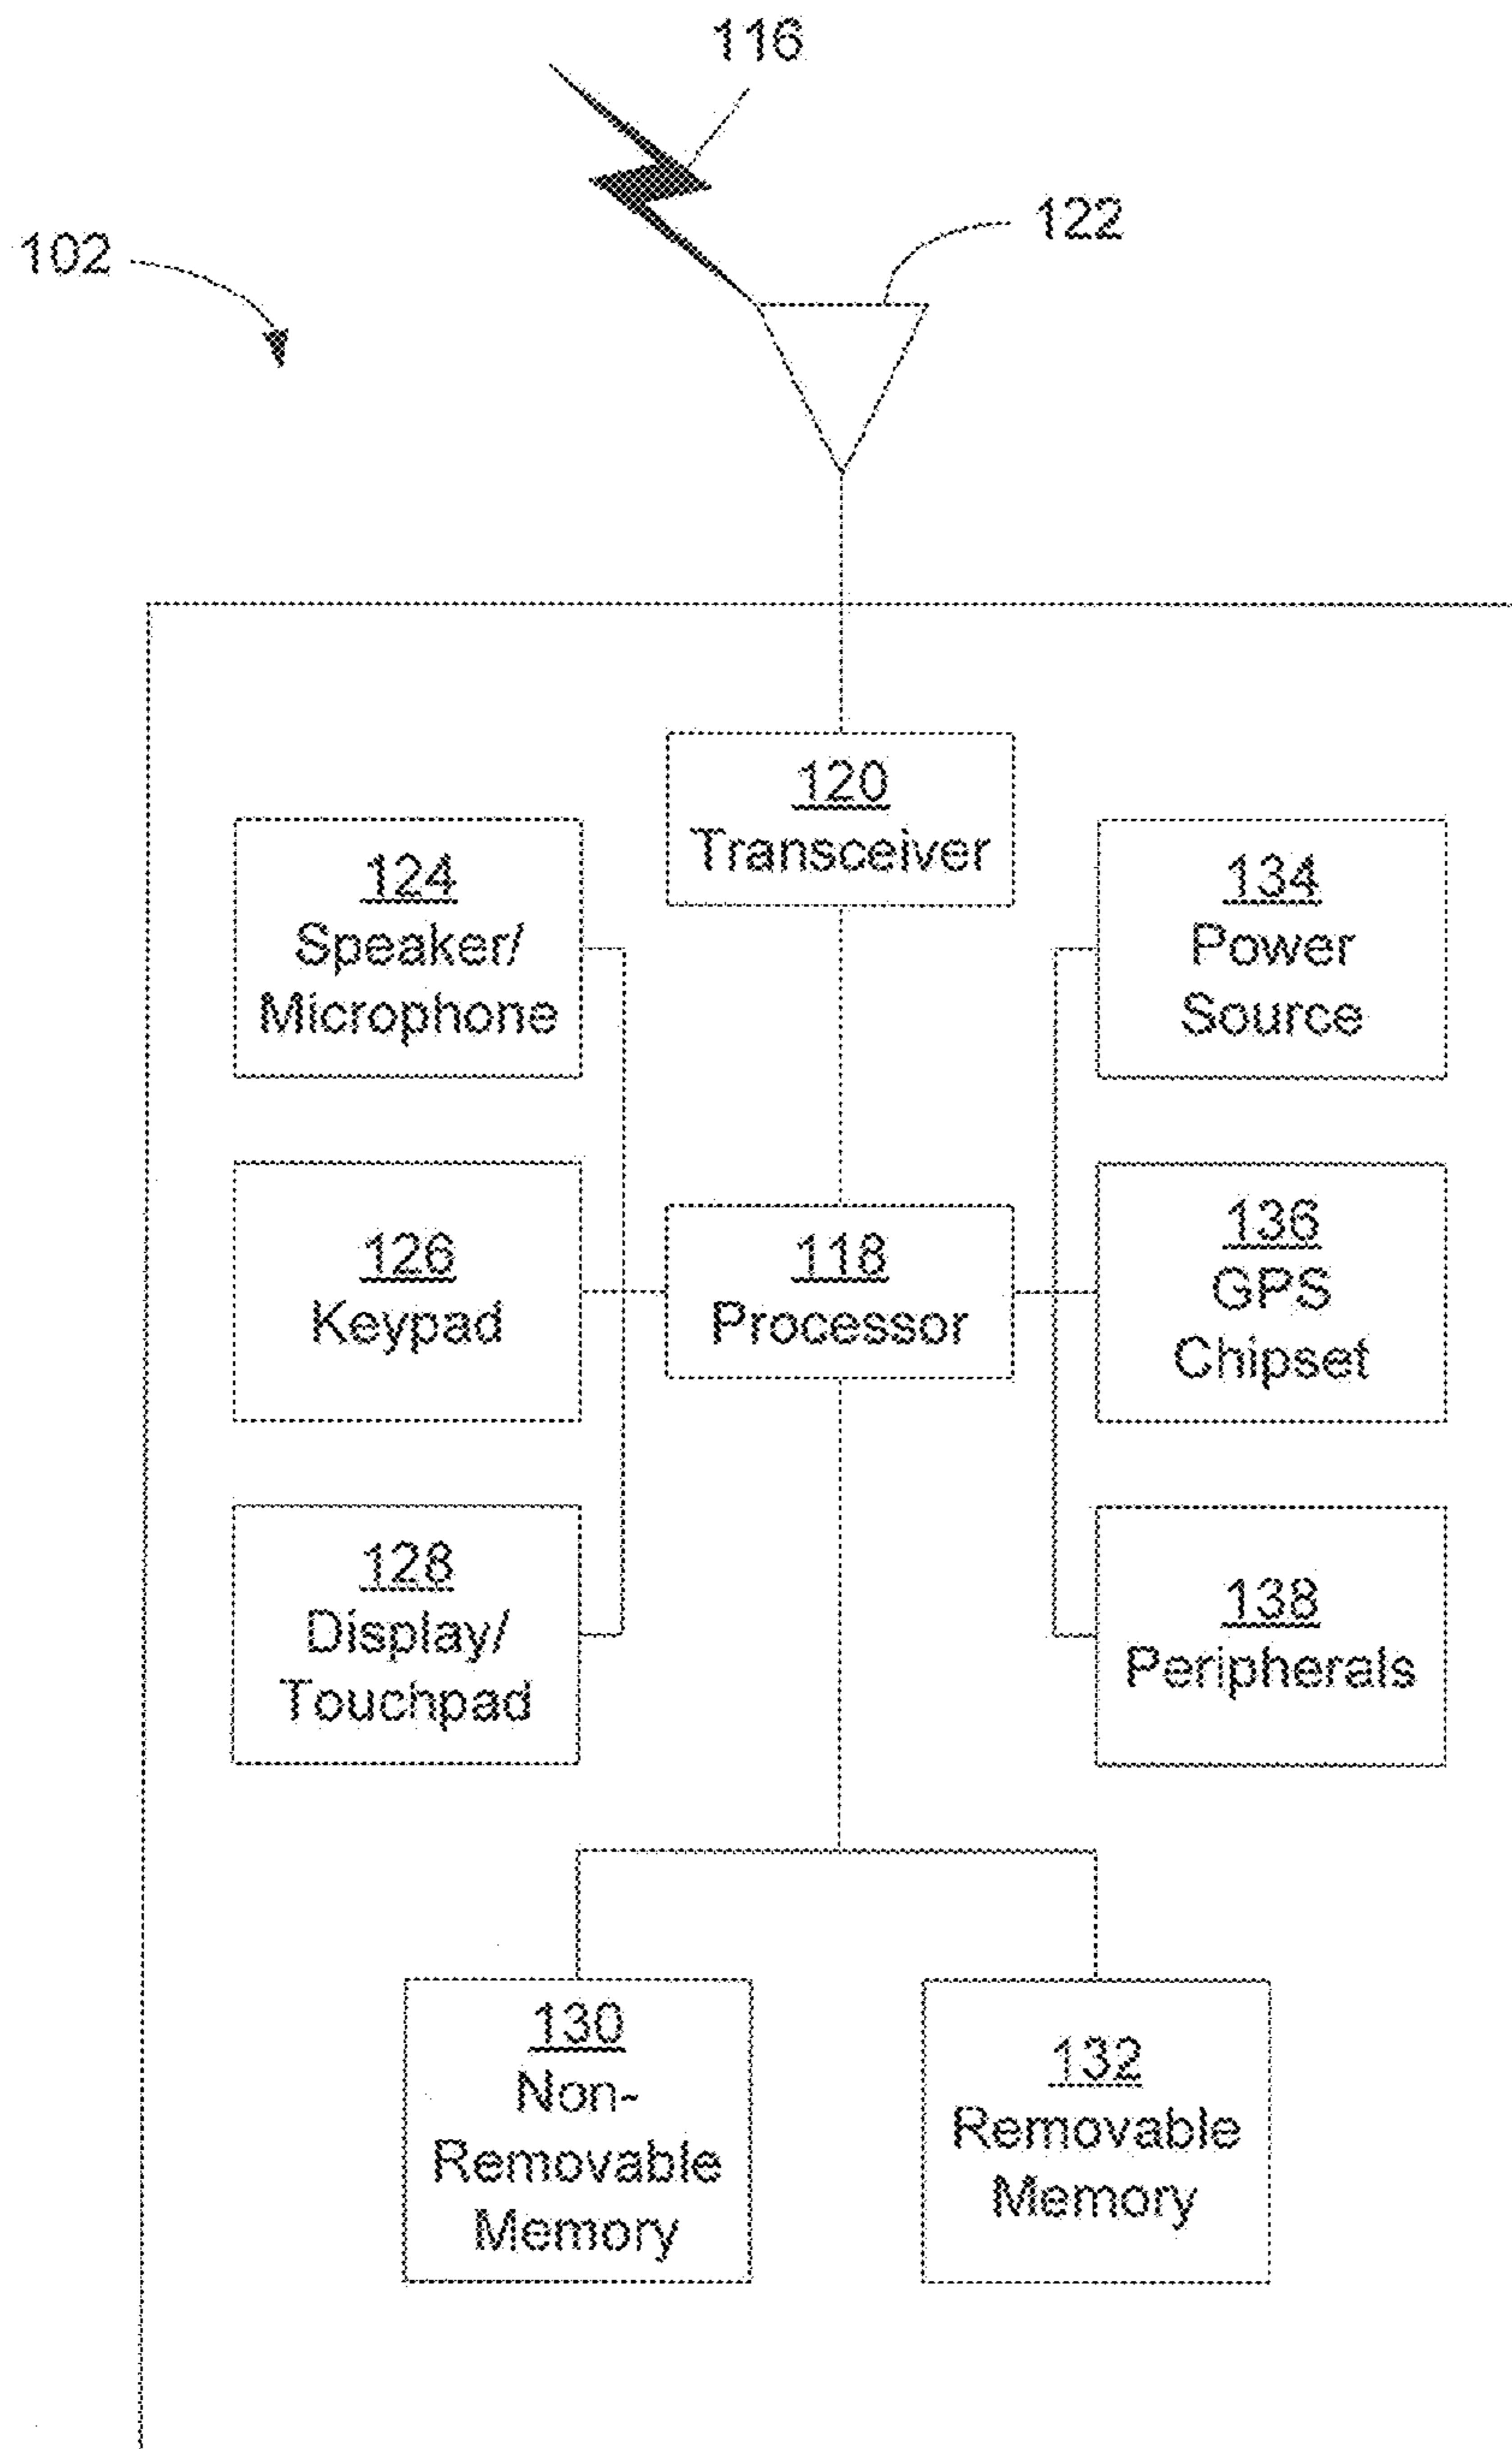 116
122
102
120
Transceiver
124
Speaker/
Microphone
134
Power
Source
126
Keypad
118
Processor
136
GPS
Chipset
128
Display/
Touchpad
138
Peripherals
130
Non-
Removable
Memory
132
Removable
Memory